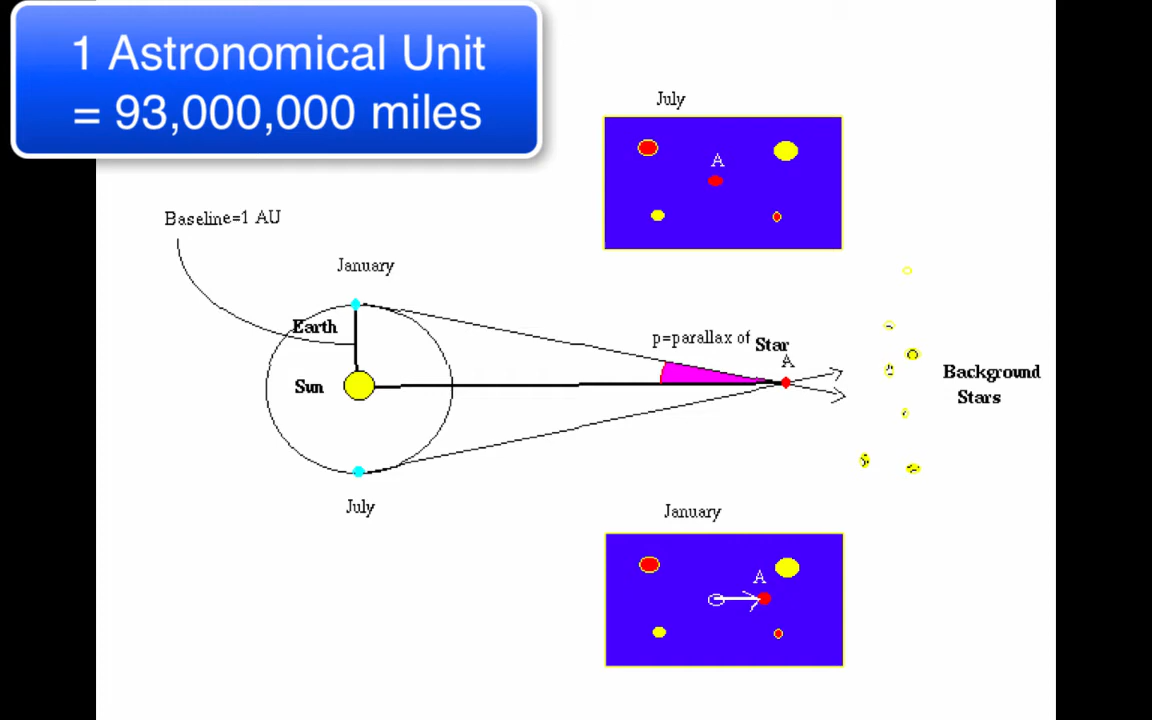 1 Astronomical Unit
= 93,000,000 miles
July
A
Baseline=1 AU
January
Earth
p=parallax of Star
A
Sun
Background
Stars
July
January
A